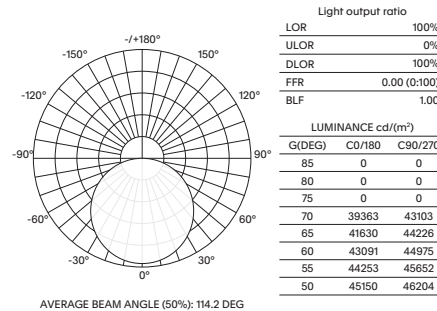 -/+180°
-150° 150°
-120° 120°
-90° 90°
-60° 60°
-30° 30°
0°
AVERAGE BEAM ANGLE (50%): 114.2 DEG
Light output ratio
LOR 100%
ULOR 0%
DLOR 100%
FFR 0.00 (0:100)
BLF 1.00
LUMINANCE cd/(m²)
G(DEG) C0/180 C90/270
85 0 0
80 0 0
75 0 0
70 39363 43103
65 41630 44226
60 43091 44975
55 44253 45652
50 45150 46204